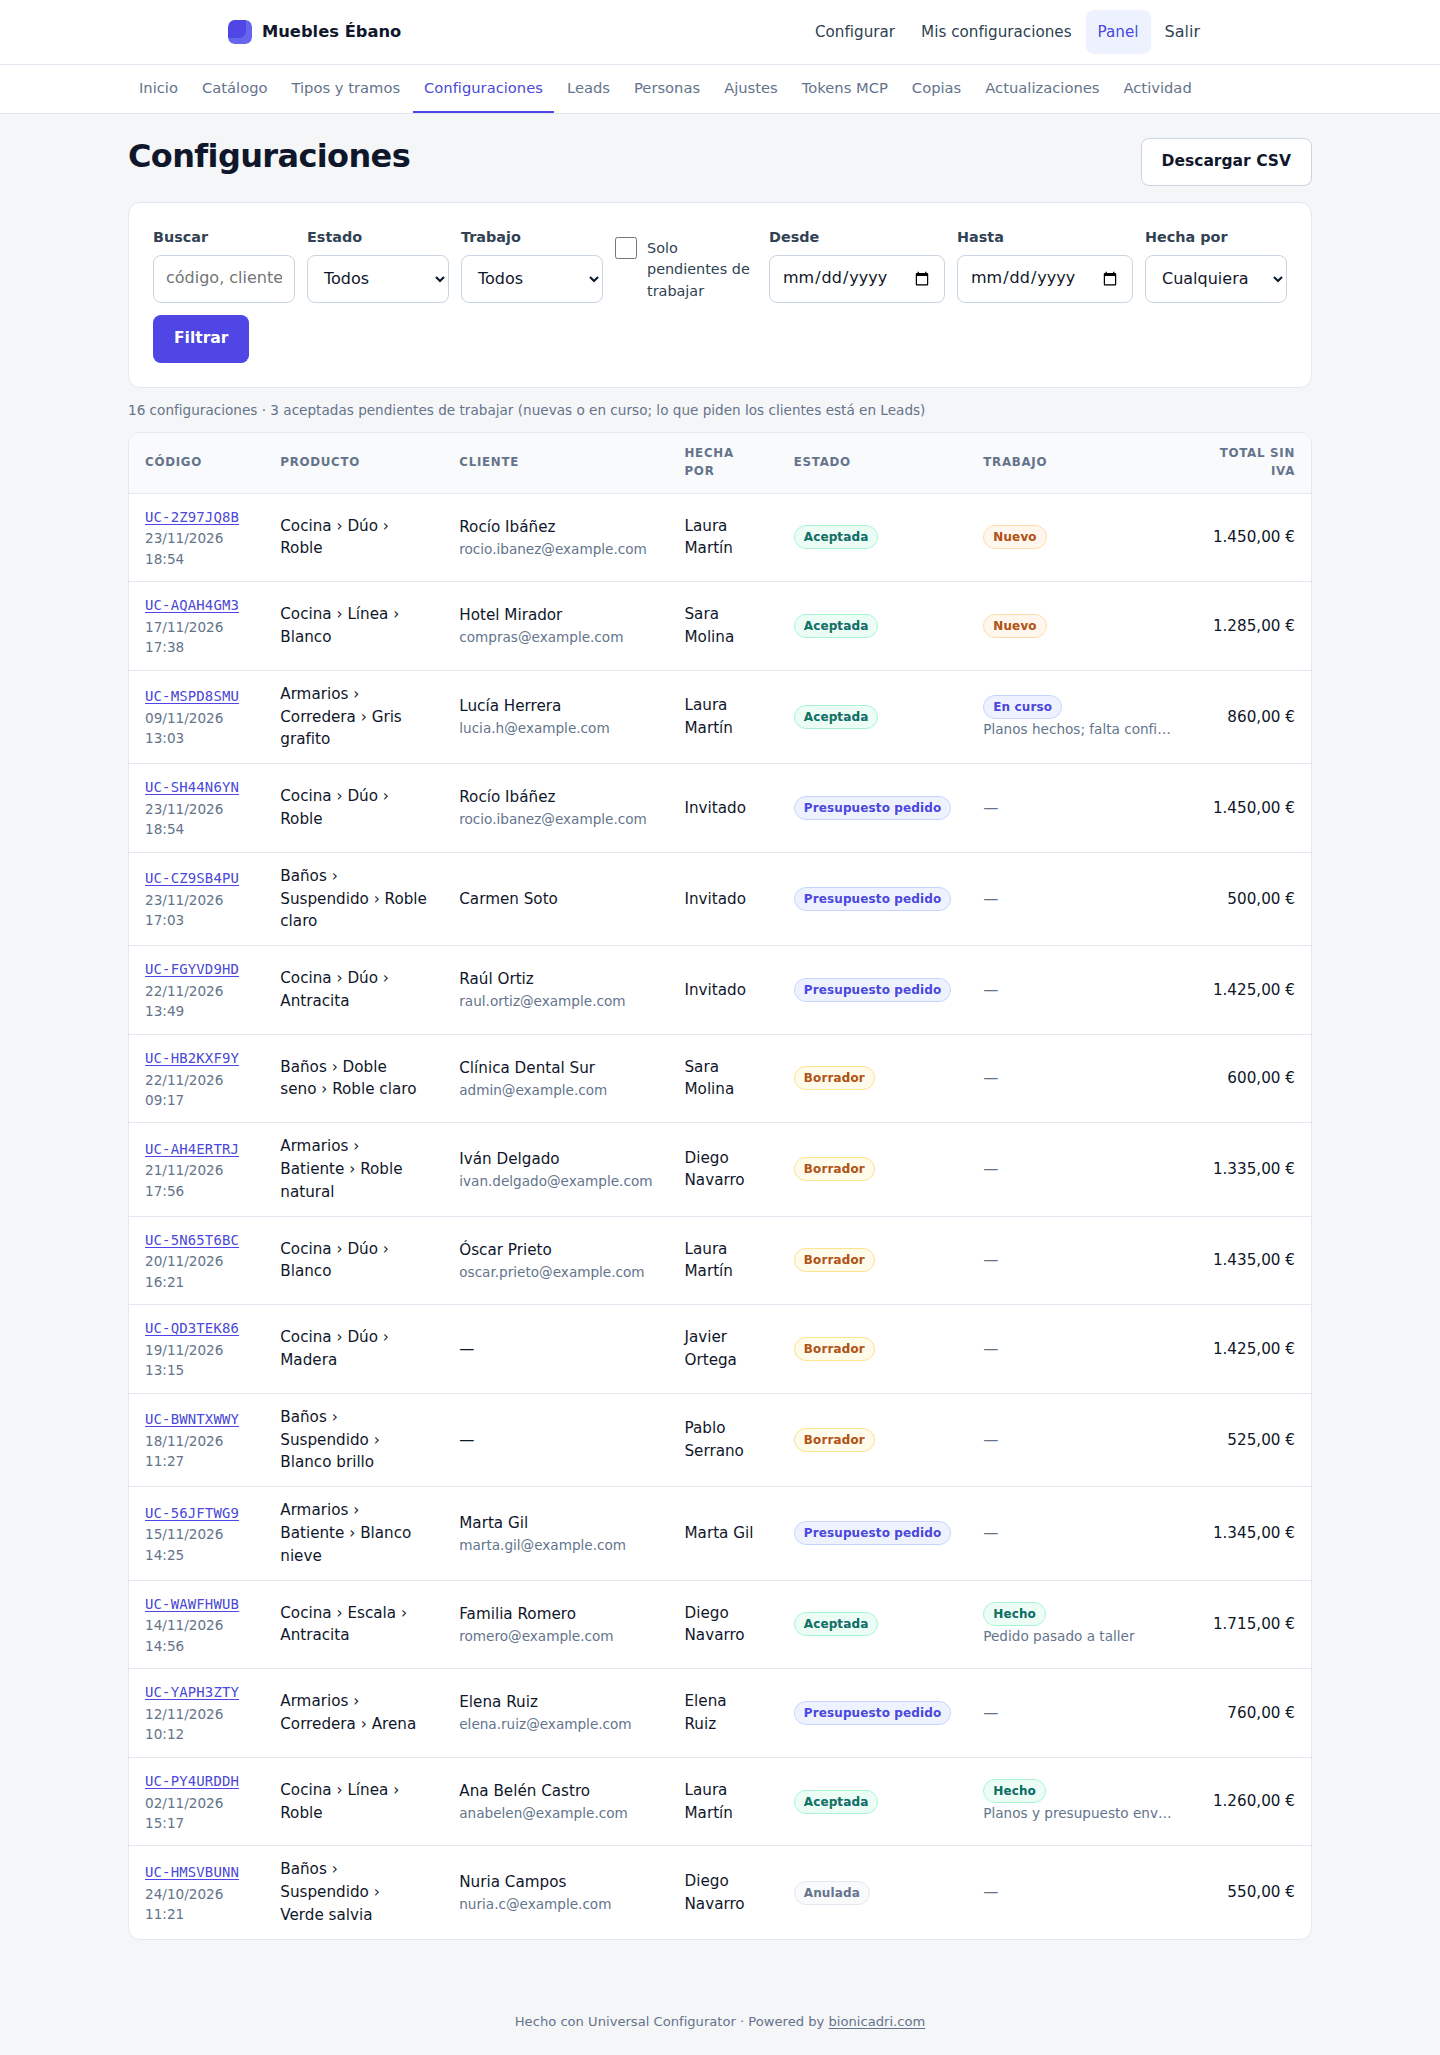 Muebles Ébano
Configurar Mis configuraciones Panel Salir
Inicio Catálogo Tipos y tramos Configuraciones Leads Personas Ajustes Tokens MCP Copias Actualizaciones Actividad
Configuraciones
Descargar CSV
Buscar Estado Trabajo Desde Hasta Hecha por
código, cliente Todos Todos Solo pendientes de trabajar mm/dd/yyyy mm/dd/yyyy Cualquiera
Filtrar
16 configuraciones · 3 aceptadas pendientes de trabajar (nuevas o en curso; lo que piden los clientes está en Leads)
CÓDIGO PRODUCTO CLIENTE HECHA POR ESTADO TRABAJO TOTAL SIN IVA
UC-2Z97JQ8B 23/11/2026 18:54 Cocina › Dúo › Roble Rocío Ibáñez rocio.ibanez@example.com Laura Martín Aceptada Nuevo 1.450,00 €
UC-AQAH4GM3 17/11/2026 17:38 Cocina › Línea › Blanco Hotel Mirador compras@example.com Sara Molina Aceptada Nuevo 1.285,00 €
UC-MSPD8SMU 09/11/2026 13:03 Armarios › Corredera › Gris grafito Lucía Herrera lucia.h@example.com Laura Martín Aceptada En curso Planos hechos; falta confi… 860,00 €
UC-SH44N6YN 23/11/2026 18:54 Cocina › Dúo › Roble Rocío Ibáñez rocio.ibanez@example.com Invitado Presupuesto pedido — 1.450,00 €
UC-CZ9SB4PU 23/11/2026 17:03 Baños › Suspendido › Roble claro Carmen Soto Invitado Presupuesto pedido — 500,00 €
UC-FGYVD9HD 22/11/2026 13:49 Cocina › Dúo › Antracita Raúl Ortiz raul.ortiz@example.com Invitado Presupuesto pedido — 1.425,00 €
UC-HB2KXF9Y 22/11/2026 09:17 Baños › Doble seno › Roble claro Clínica Dental Sur admin@example.com Sara Molina Borrador — 600,00 €
UC-AH4ERTRJ 21/11/2026 17:56 Armarios › Batiente › Roble natural Iván Delgado ivan.delgado@example.com Diego Navarro Borrador — 1.335,00 €
UC-5N65T6BC 20/11/2026 16:21 Cocina › Dúo › Blanco Óscar Prieto oscar.prieto@example.com Laura Martín Borrador — 1.435,00 €
UC-QD3TEK86 19/11/2026 13:15 Cocina › Dúo › Madera — Javier Ortega Borrador — 1.425,00 €
UC-BWNTXWWY 18/11/2026 11:27 Baños › Suspendido › Blanco brillo — Pablo Serrano Borrador — 525,00 €
UC-56JFTWG9 15/11/2026 14:25 Armarios › Batiente › Blanco nieve Marta Gil marta.gil@example.com Marta Gil Presupuesto pedido — 1.345,00 €
UC-WAWFHWUB 14/11/2026 14:56 Cocina › Escala › Antracita Familia Romero romero@example.com Diego Navarro Aceptada Hecho Pedido pasado a taller 1.715,00 €
UC-YAPH3ZTY 12/11/2026 10:12 Armarios › Corredera › Arena Elena Ruiz elena.ruiz@example.com Elena Ruiz Presupuesto pedido — 760,00 €
UC-PY4URDDH 02/11/2026 15:17 Cocina › Línea › Roble Ana Belén Castro anabelen@example.com Laura Martín Aceptada Hecho Planos y presupuesto env… 1.260,00 €
UC-HMSVBUNN 24/10/2026 11:21 Baños › Suspendido › Verde salvia Nuria Campos nuria.c@example.com Diego Navarro Anulada — 550,00 €
Hecho con Universal Configurator · Powered by bionicadri.com